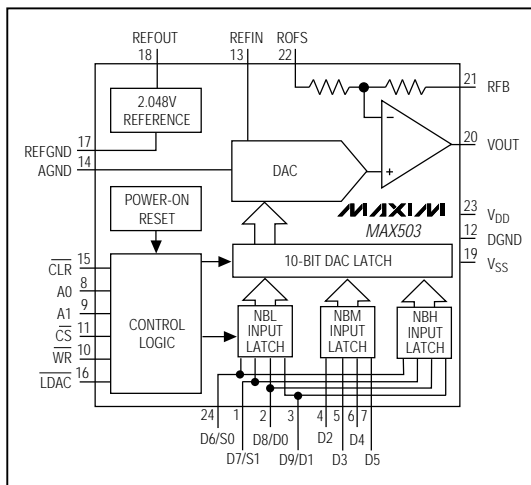 REFOUT REFIN ROFS
18 13 22
21 RFB
2.048V
REFERENCE
20 VOUT
17
REFGND
14
AGND
DAC
−
+
POWER-ON
RESET
MAXIM
MAX503
23 VDD
12 DGND
19 VSS
15
CLR
10-BIT DAC LATCH
8
A0
9
A1
11
CS
10
WR
16
LDAC
CONTROL
LOGIC
NBL
INPUT
LATCH
NBM
INPUT
LATCH
NBH
INPUT
LATCH
24 1 2 3 4 5 6 7
D6/S0 D8/D0 D2 D4
D7/S1 D9/D1 D3 D5